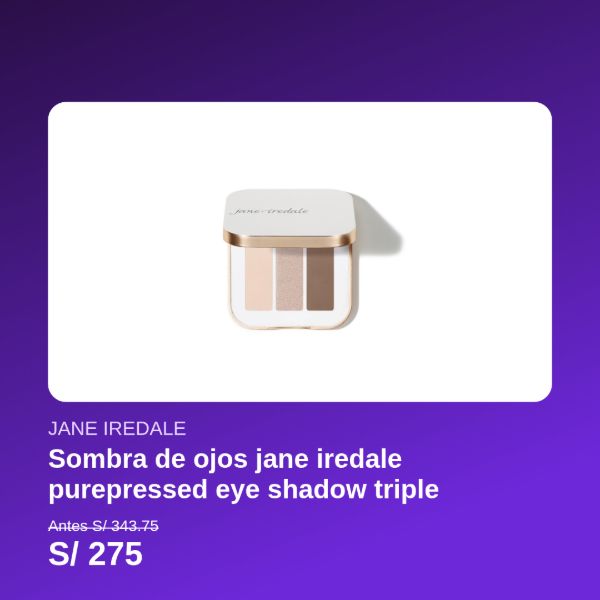 jane iredale
JANE IREDALE
Sombra de ojos jane iredale
purepressed eye shadow triple
Antes S/ 343.75
S/ 275